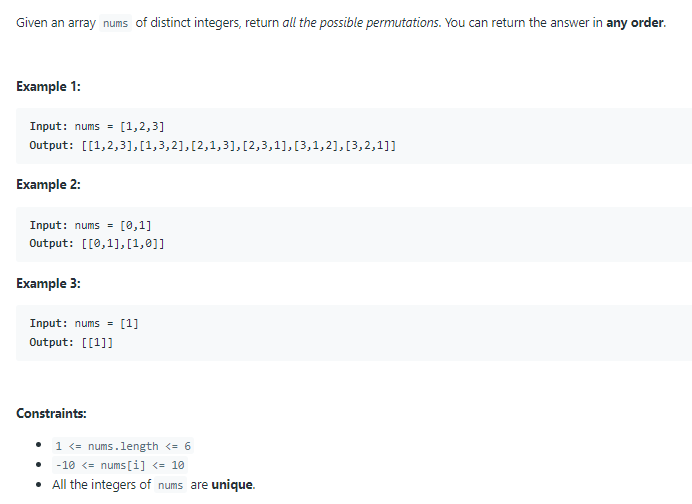 Given an array nums of distinct integers, return all the possible permutations. You can return the answer in any order.
Example 1:
Input: nums = [1,2,3]
Output: [[1,2,3],[1,3,2],[2,1,3],[2,3,1],[3,1,2],[3,2,1]]
Example 2:
Input: nums = [0,1]
Output: [[0,1],[1,0]]
Example 3:
Input: nums = [1]
Output: [[1]]
Constraints:
• 1 <= nums.length <= 6
• -10 <= nums[i] <= 10
• All the integers of nums are unique.